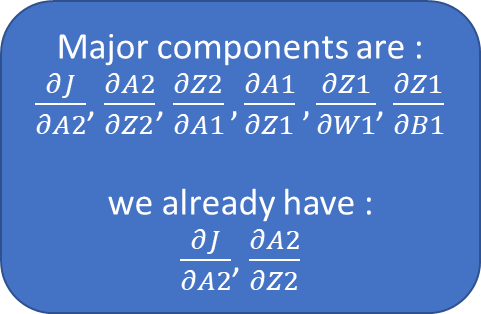 Major components are :
∂J/∂A2, ∂A2/∂Z2, ∂Z2/∂A1, ∂A1/∂Z1, ∂Z1/∂W1, ∂Z1/∂B1
we already have :
∂J/∂A2, ∂A2/∂Z2